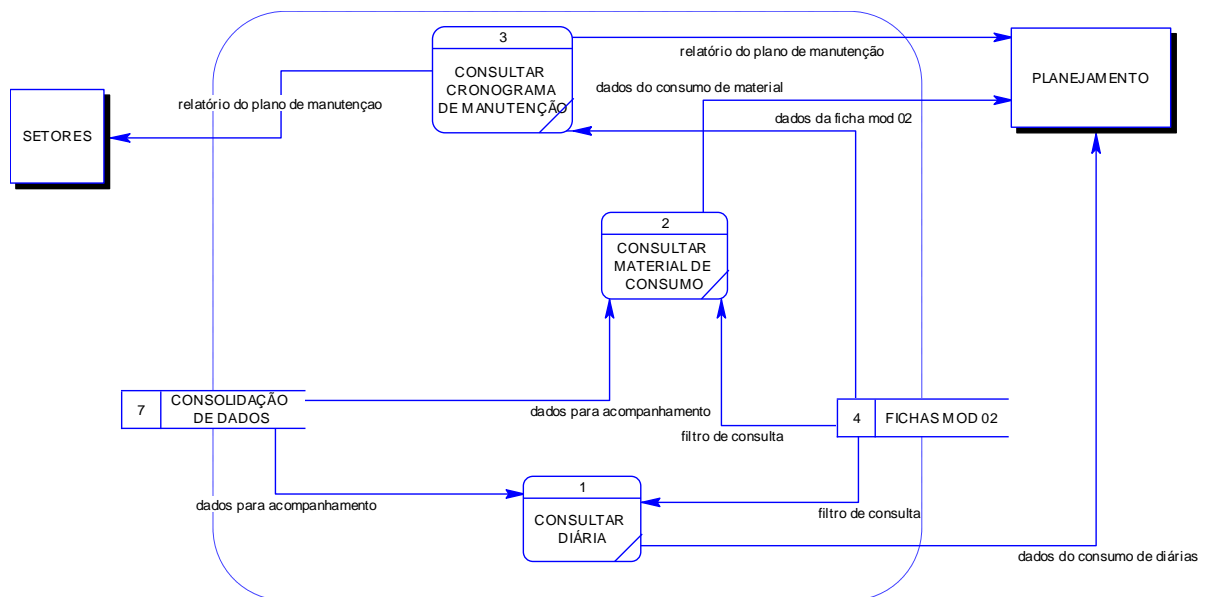 3
CONSULTAR
CRONOGRAMA
DE MANUTENÇÃO
relatório do plano de manutenção
PLANEJAMENTO
dados do consumo de material
relatório do plano de manutençao
dados da ficha mod 02
SETORES
2
CONSULTAR
MATERIAL DE
CONSUMO
7
CONSOLIDAÇÃO
DE DADOS
dados para acompanhamento
4
FICHAS MOD 02
filtro de consulta
1
CONSULTAR
DIÁRIA
dados para acompanhamento
filtro de consulta
dados do consumo de diárias